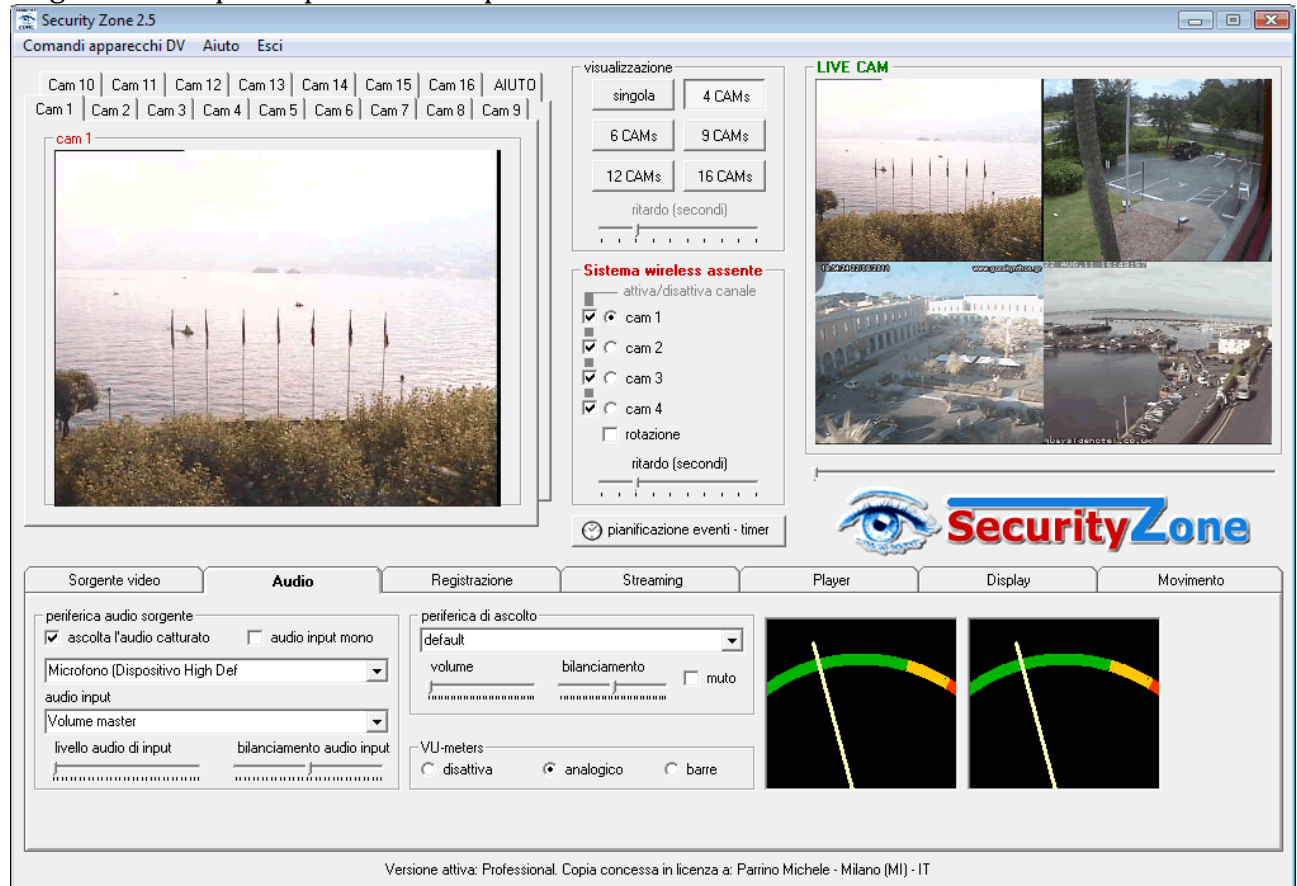 Security Zone 2.5
Comandi apparecchi DV Aiuto Esci
Cam 10 Cam 11 Cam 12 Cam 13 Cam 14 Cam 15 Cam 16 AIUTO
Cam 1 Cam 2 Cam 3 Cam 4 Cam 5 Cam 6 Cam 7 Cam 8 Cam 9
cam 1
visualizzazione
singola 4 CAMs
6 CAMs 9 CAMs
12 CAMs 16 CAMs
ritardo (secondi)
Sistema wireless assente
attiva/disattiva canale
cam 1
cam 2
cam 3
cam 4
rotazione
ritardo (secondi)
pianificazione eventi - timer
LIVE CAM
22 AUG,11
SecurityZone
Sorgente video Audio Registrazione Streaming Player Display Movimento
periferica audio sorgente
ascolta l'audio catturato audio input mono
Microfono (Dispositivo High Def
audio input
Volume master
livello audio di input bilanciamento audio input
periferica di ascolto
default
volume bilanciamento muto
VU-meters
disattiva analogico barre
Versione attiva: Professional. Copia concessa in licenza a: Parrino Michele - Milano (MI) - IT